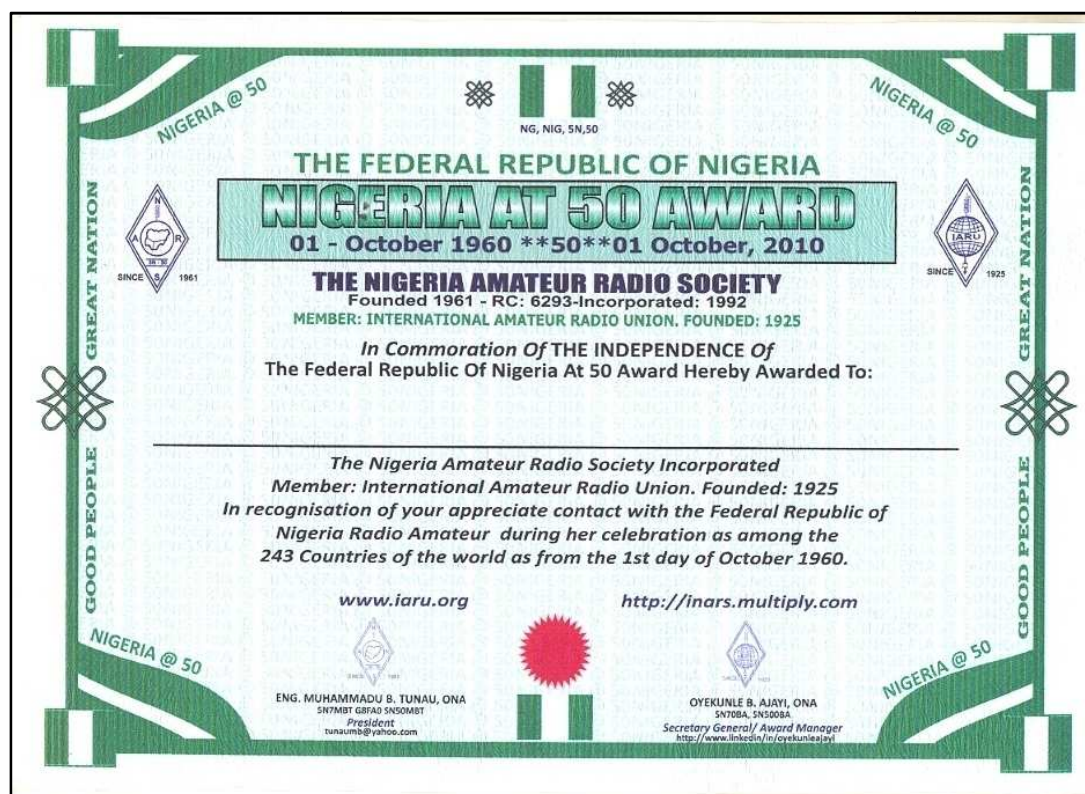 NIGERIA @ 50
NIGERIA @ 50
NG, NIG, 5N,50
THE FEDERAL REPUBLIC OF NIGERIA
NIGERIA AT 50 AWARD
01 - October 1960 **50**01 October, 2010
N
A R
S
SINCE 1961
IARU
SINCE 1925
THE NIGERIA AMATEUR RADIO SOCIETY
Founded 1961 - RC: 6293-Incorporated: 1992
MEMBER: INTERNATIONAL AMATEUR RADIO UNION. FOUNDED: 1925
In Commoration Of THE INDEPENDENCE Of
The Federal Republic Of Nigeria At 50 Award Hereby Awarded To:
GOOD PEOPLE GREAT NATION
GOOD PEOPLE GREAT NATION
The Nigeria Amateur Radio Society Incorporated
Member: International Amateur Radio Union. Founded: 1925
In recognisation of your appreciate contact with the Federal Republic of
Nigeria Radio Amateur during her celebration as among the
243 Countries of the world as from the 1st day of October 1960.
www.iaru.org
http://inars.multiply.com
ENG. MUHAMMADU B. TUNAU, ONA
President
tunaumb@yahoo.com
OYEKUNLE B. AJAYI, ONA
Secretary General/ Award Manager
http://www.linkedin/in/oyekunleajayi
NIGERIA @ 50
NIGERIA @ 50